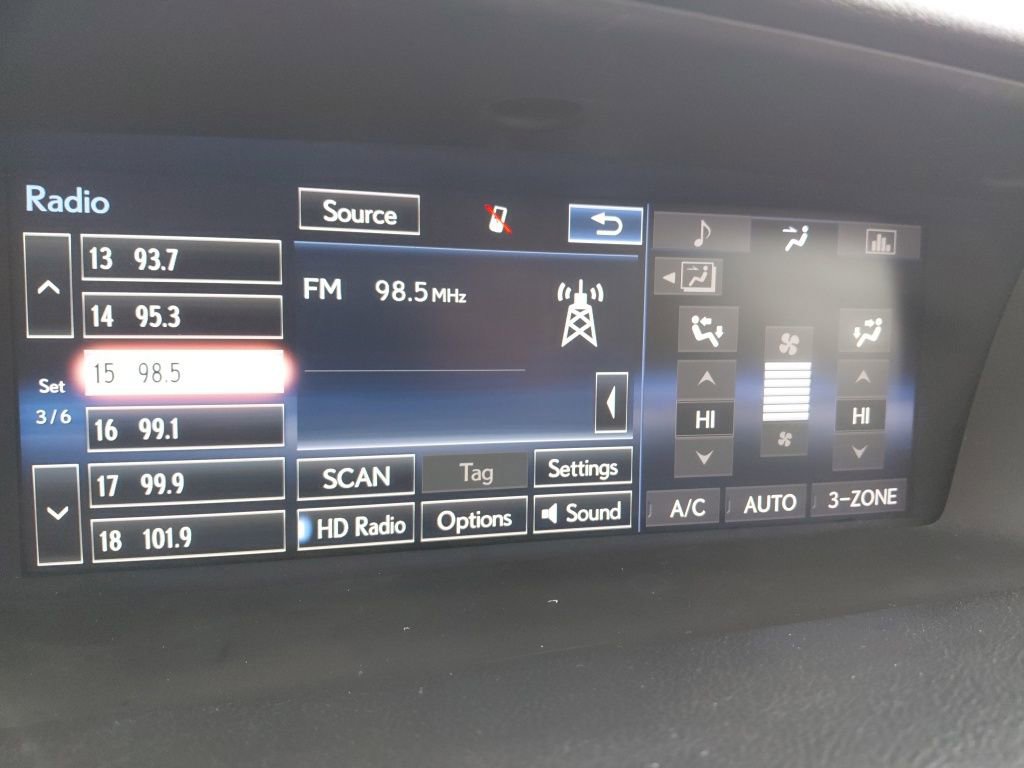 Radio
Source
13 93.7
14 95.3
15 98.5
16 99.1
17 99.9
18 101.9
Set
3/6
FM 98.5 MHz
SCAN
Tag
Settings
HD Radio
Options
Sound
HI
HI
A/C
AUTO
3-ZONE